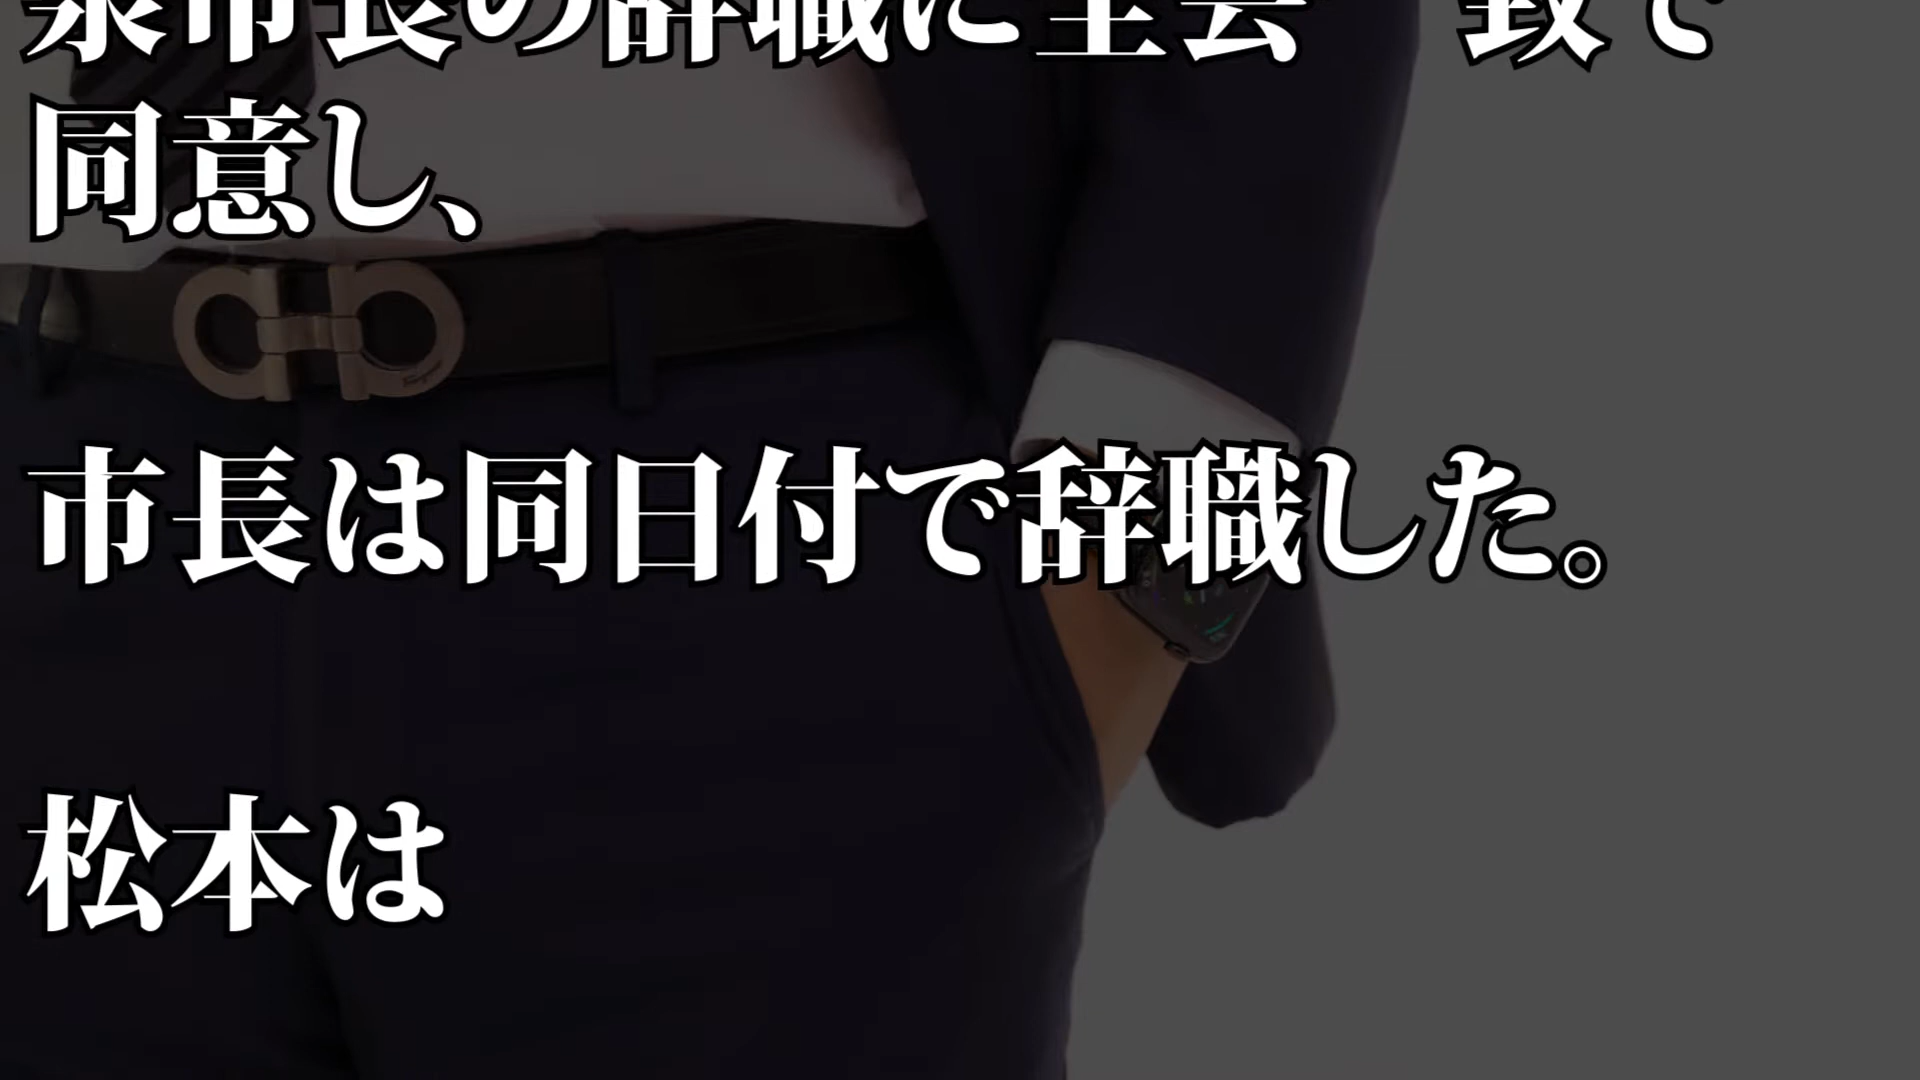 泉市長の辞職に全会一致で
同意し、
市長は同日付で辞職した。
松本は